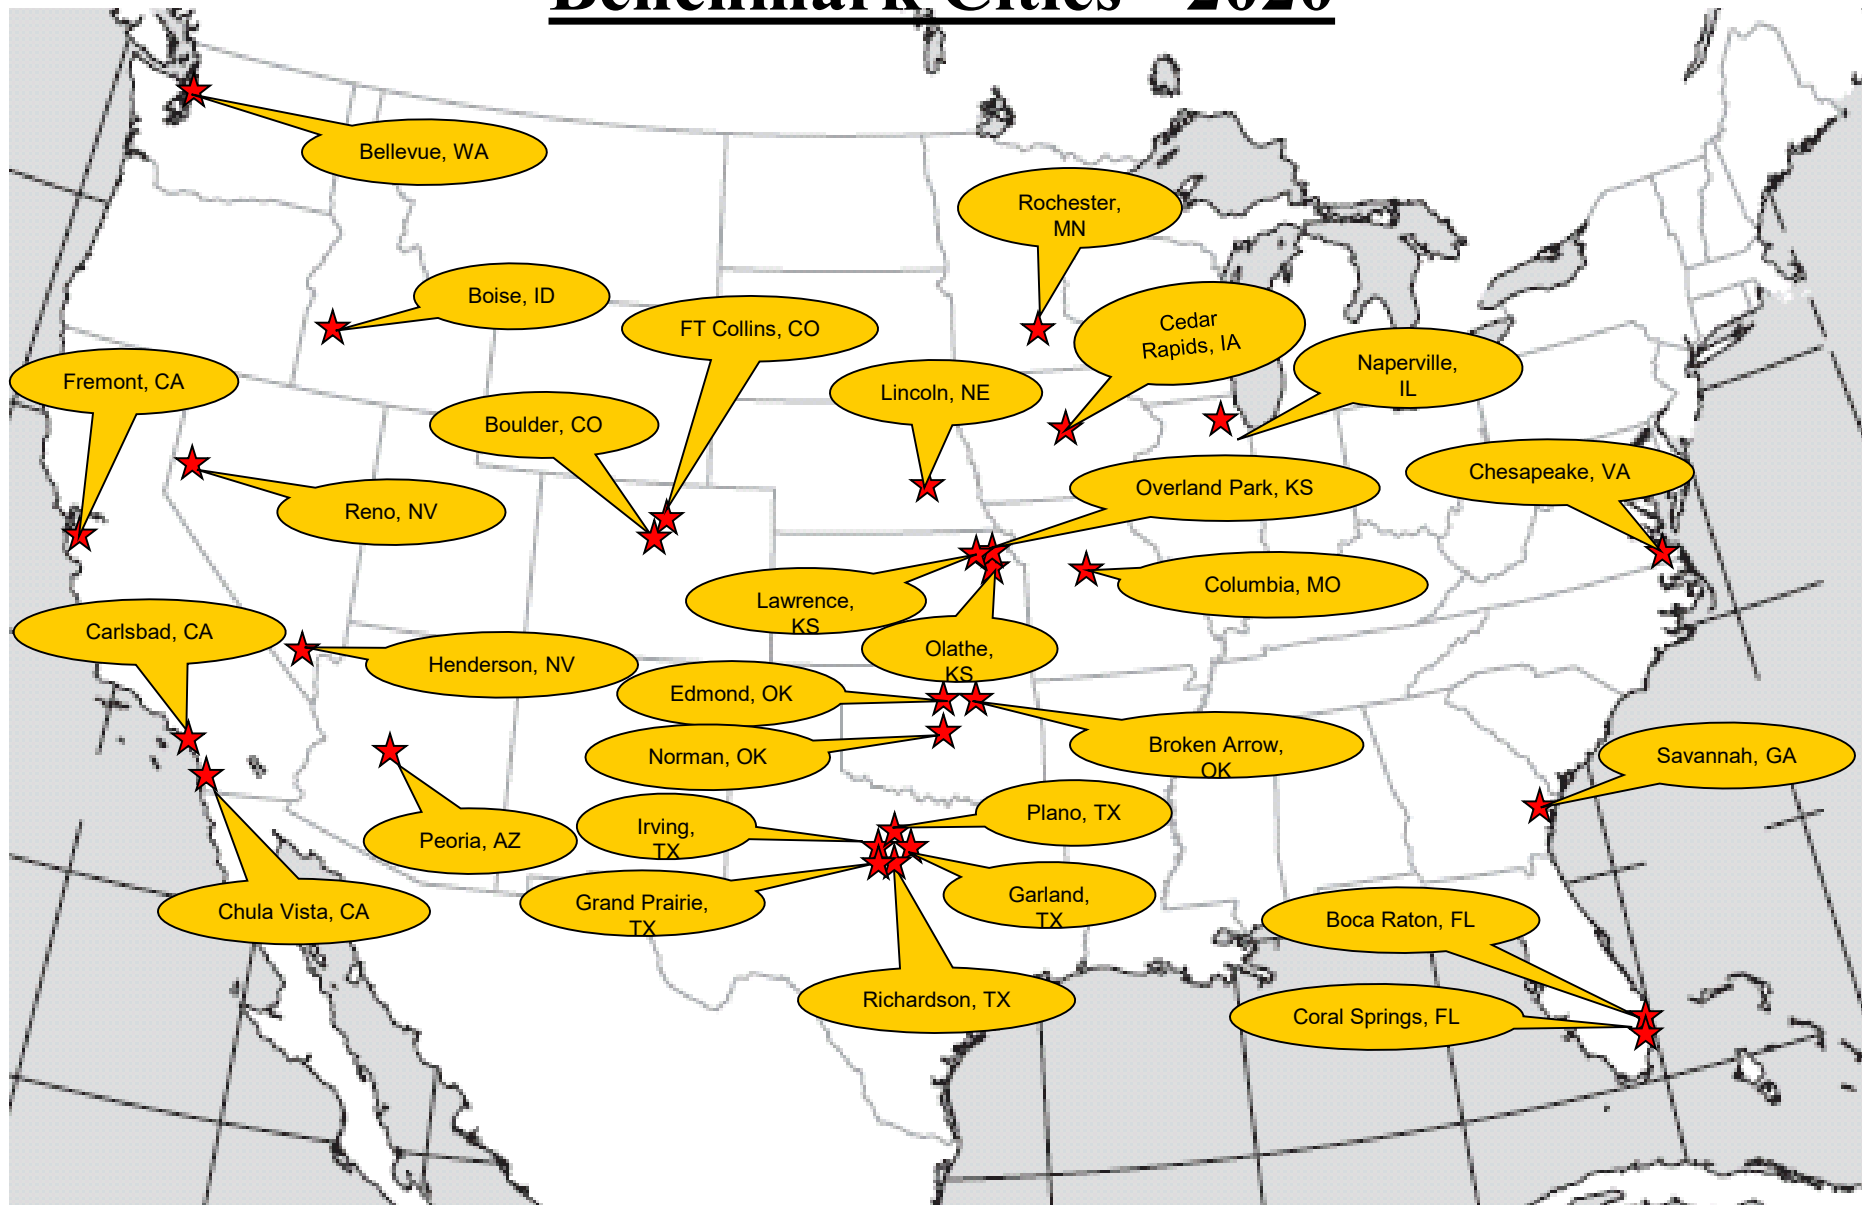 Benchmark Cities - 2020
Bellevue, WA
Rochester,
MN
Boise, ID
FT Collins, CO
Cedar
Rapids, IA
Naperville,
IL
Fremont, CA
Lincoln, NE
Boulder, CO
Overland Park, KS
Chesapeake, VA
Reno, NV
Lawrence,
KS
Columbia, MO
Carlsbad, CA
Olathe,
KS
Henderson, NV
Edmond, OK
Norman, OK
Broken Arrow,
OK
Savannah, GA
Plano, TX
Irving,
TX
Peoria, AZ
Grand Prairie,
TX
Garland,
TX
Chula Vista, CA
Boca Raton, FL
Richardson, TX
Coral Springs, FL